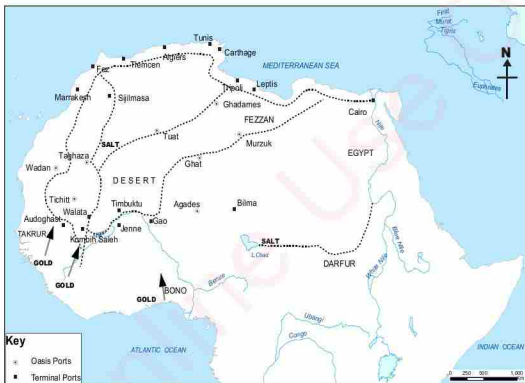 First
Murat
Tigris
Euphrates
N
Tunis
Carthage
Algiers
Tlemcen
Fez
MEDITERRANEAN SEA
Tripoli
Leptis
Marrakesh
Sijilmasa
Ghadames
Cairo
Nile
SALT
FEZZAN
Tuat
Murzuk
EGYPT
Taghaza
Ghat
Wadan
DESERT
Tichitt
Timbuktu
Agades
Bilma
Walata
Audoghast
Gao
TAKRUR
Jenne
Kombin Saleh
SALT
L.Chad
DARFUR
Blue Nile
White Nile
GOLD
GOLD
GOLD
BONO
Benue
Ubangi
Congo
Key
Oasis Ports
Terminal Ports
ATLANTIC OCEAN
INDIAN OCEAN
0 250 500 1,000